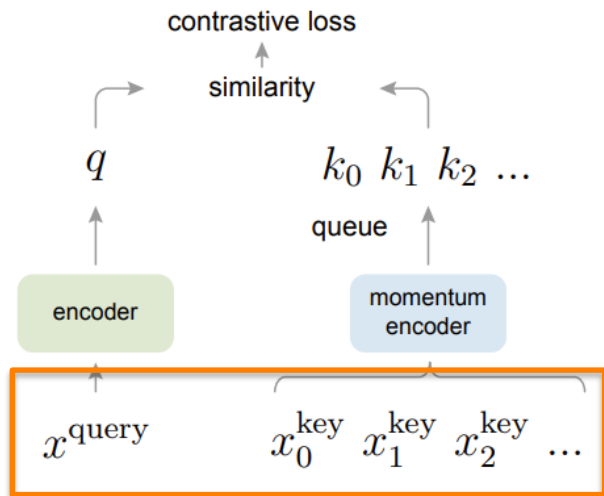 contrastive loss
similarity
q k₀ k₁ k₂ ...
queue
encoder
momentum
encoder
x^query x₀^key x₁^key x₂^key ...